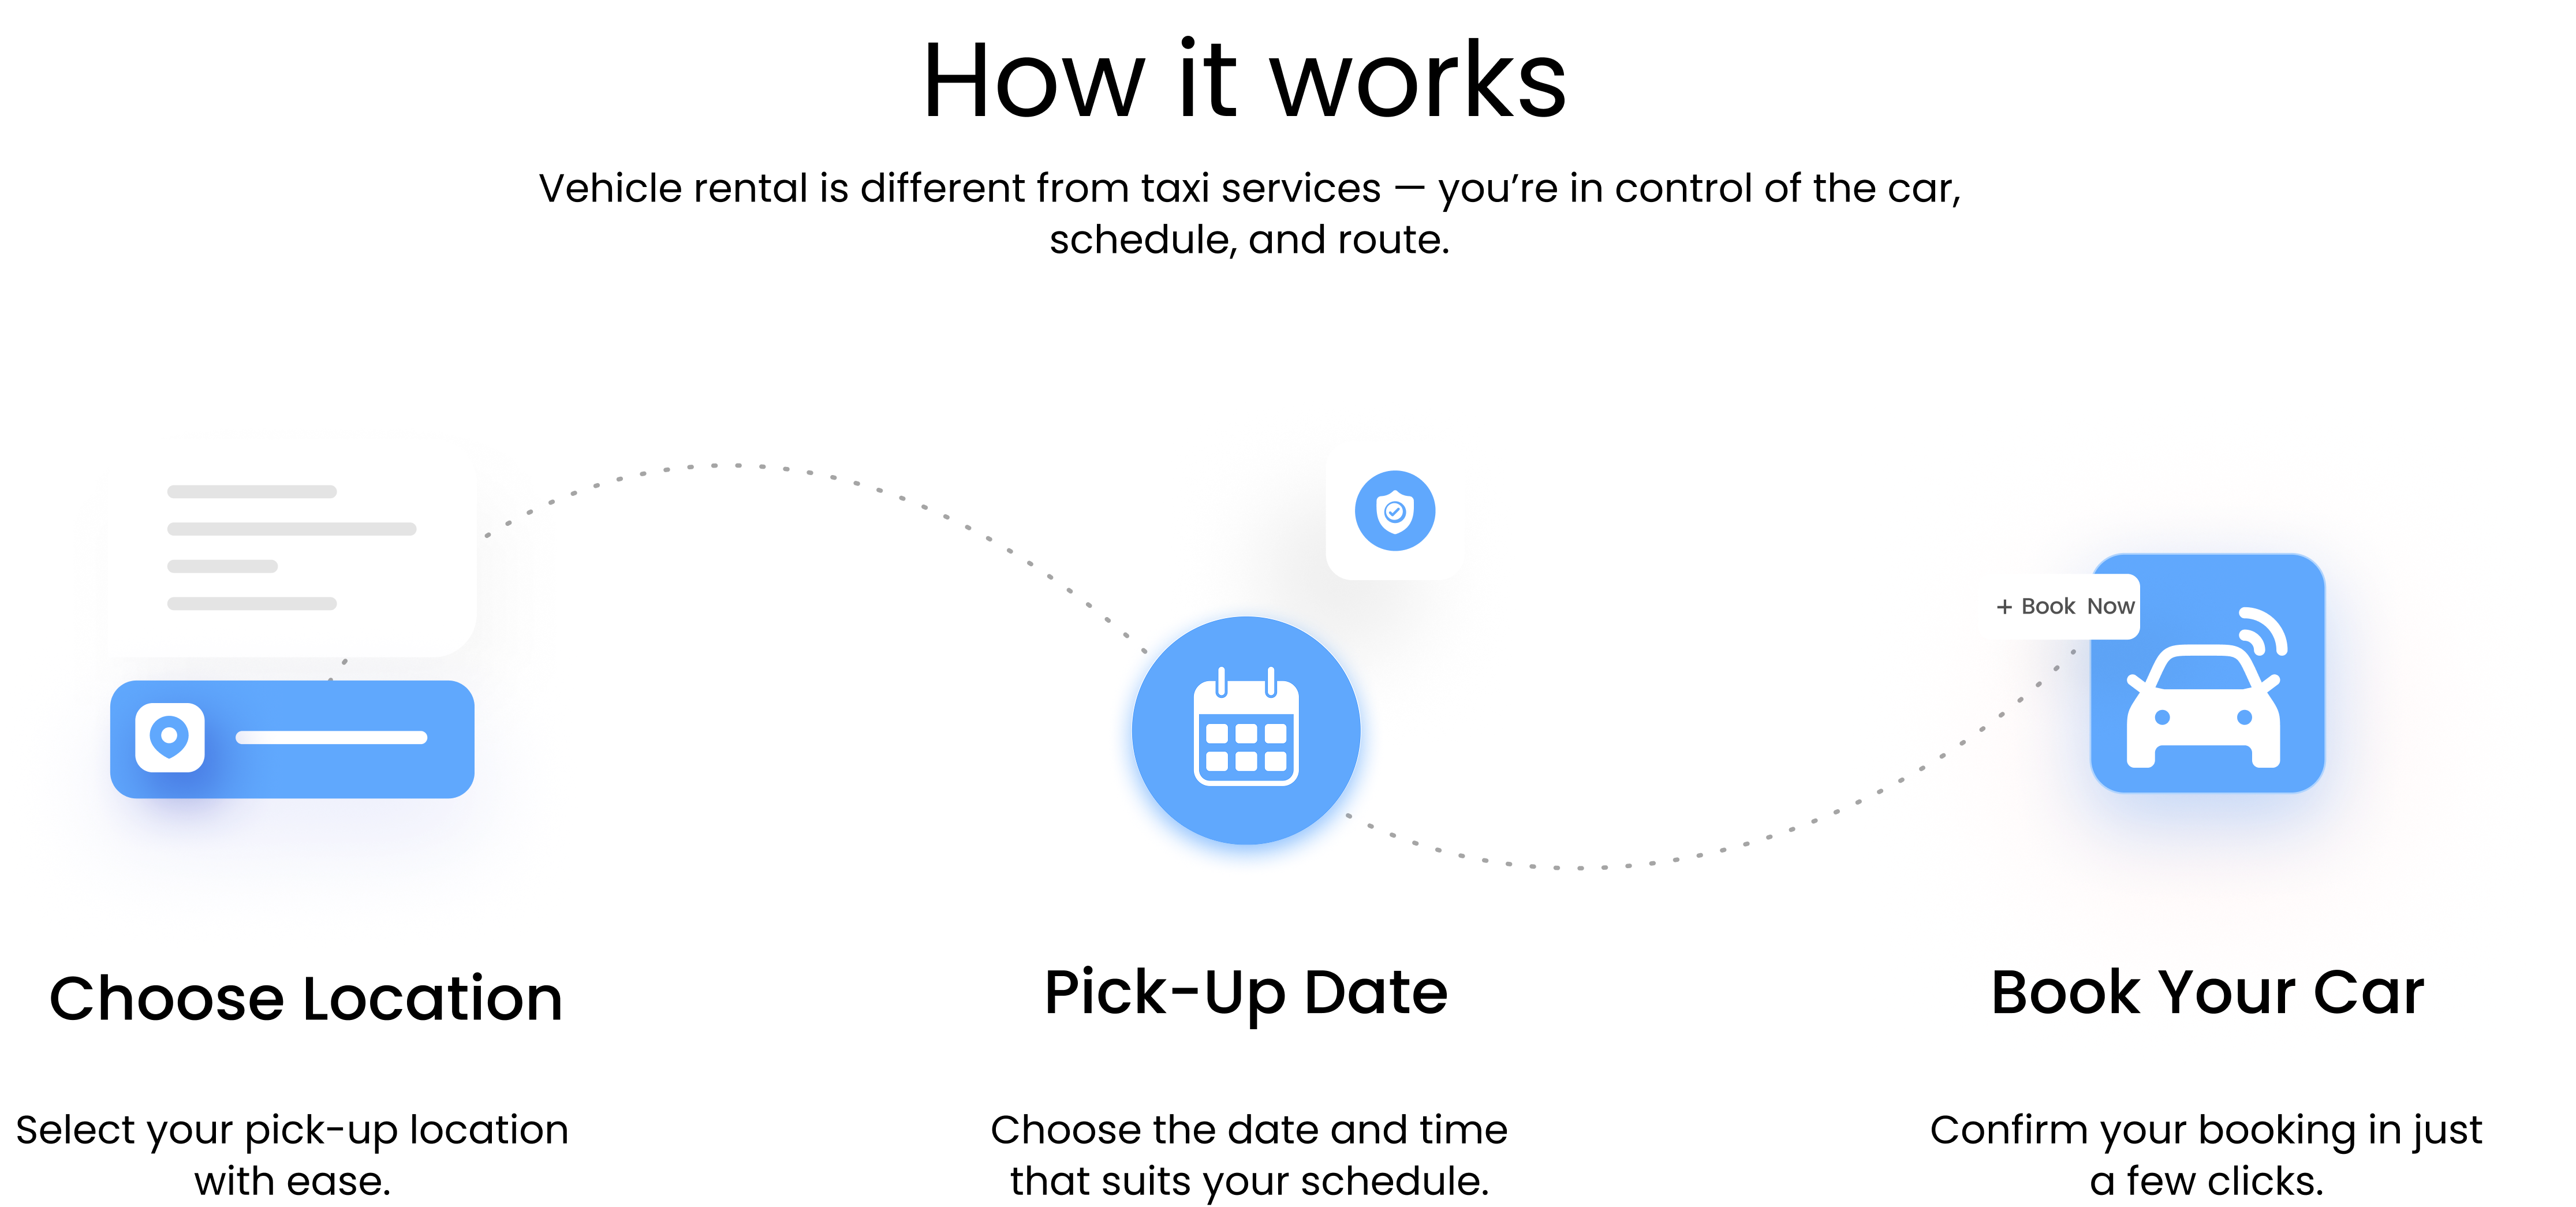 How it works
Vehicle rental is different from taxi services — you’re in control of the car,
schedule, and route.
+ Book Now
Choose Location
Pick-Up Date
Book Your Car
Select your pick-up location
with ease.
Choose the date and time
that suits your schedule.
Confirm your booking in just
a few clicks.